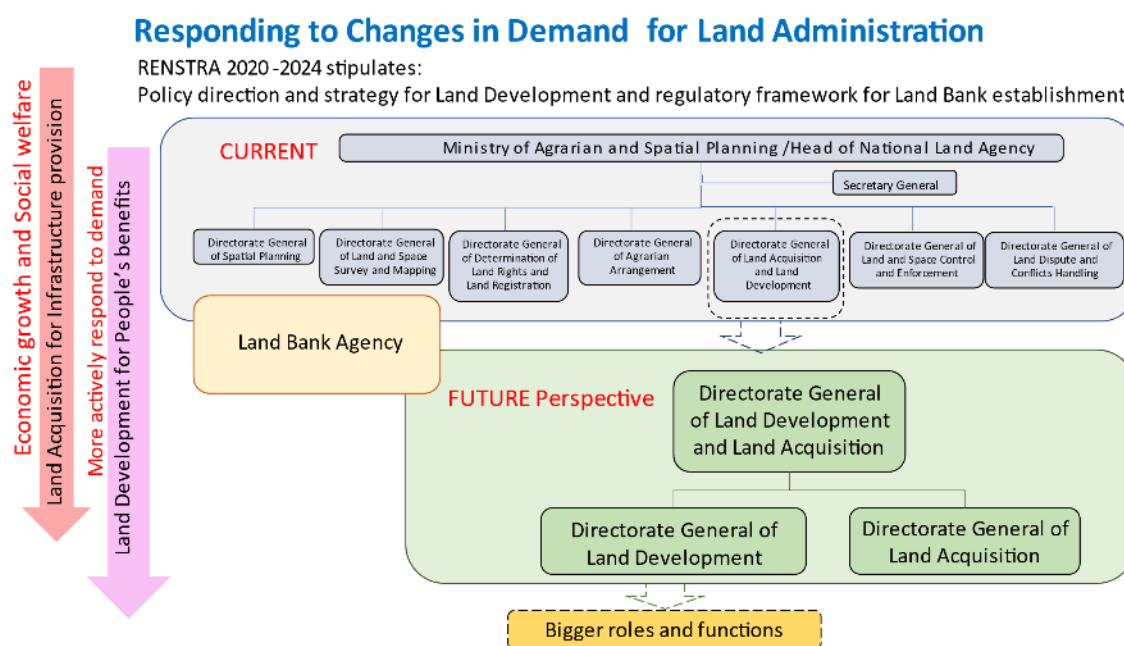 Responding to Changes in Demand for Land Administration
RENSTRA 2020 -2024 stipulates:
Policy direction and strategy for Land Development and regulatory framework for Land Bank establishment
Economic growth and Social welfare
Land Acquisition for Infrastructure provision
More actively respond to demand
Land Development for People's benefits
CURRENT
Ministry of Agrarian and Spatial Planning /Head of National Land Agency
Secretary General
Directorate General
of Spatial Planning
Directorate General
of Land and Space
Survey and Mapping
Directorate General
of Determination of
Land Rights and
Land Registration
Directorate General
of Agrarian
Arrangement
Directorate General
of Land Acquisition
and Land
Development
Directorate General of
Land and Space Control
and Enforcement
Directorate General of
Land Dispute and
Conflicts Handling
Land Bank Agency
FUTURE Perspective
Directorate General
of Land Development
and Land Acquisition
Directorate General of
Land Development
Directorate General of
Land Acquisition
Bigger roles and functions